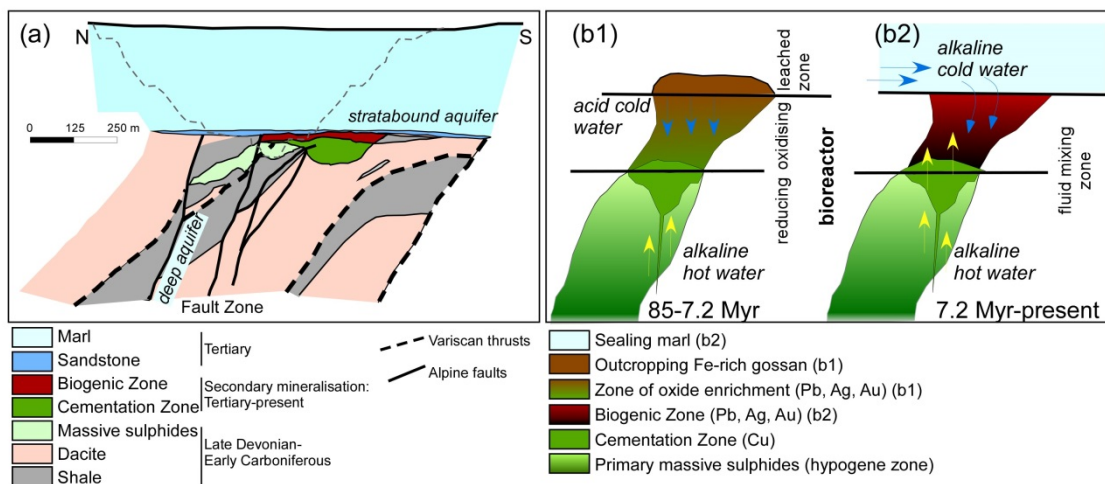 (a)
N
S
0 125 250 m
stratabound aquifer
deep aquifer
Fault Zone
(b1)
acid cold
water
leached
zone
oxidising
reducing
bioreactor
alkaline
hot water
85-7.2 Myr
(b2)
alkaline
cold water
fluid mixing
zone
alkaline
hot water
7.2 Myr-present
Marl
Sandstone
Tertiary
Biogenic Zone
Cementation Zone
Secondary mineralisation:
Tertiary-present
Massive sulphides
Dacite
Shale
Late Devonian-
Early Carboniferous
Variscan thrusts
Alpine faults
Sealing marl (b2)
Outcropping Fe-rich gossan (b1)
Zone of oxide enrichment (Pb, Ag, Au) (b1)
Biogenic Zone (Pb, Ag, Au) (b2)
Cementation Zone (Cu)
Primary massive sulphides (hypogene zone)